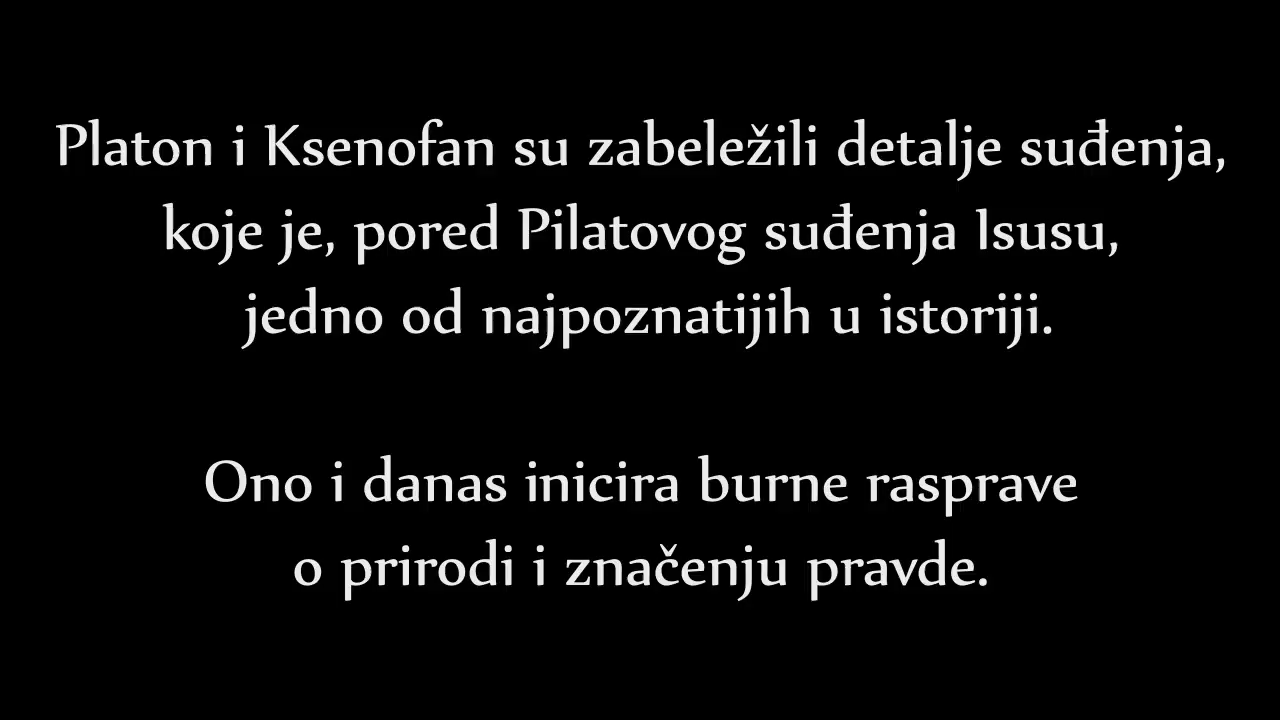 Platon i Ksenofan su zabeležili detalje suđenja,
koje je, pored Pilatovog suđenja Isusu,
jedno od najpoznatijih u istoriji.
Ono i danas inicira burne rasprave
o prirodi i značenju pravde.